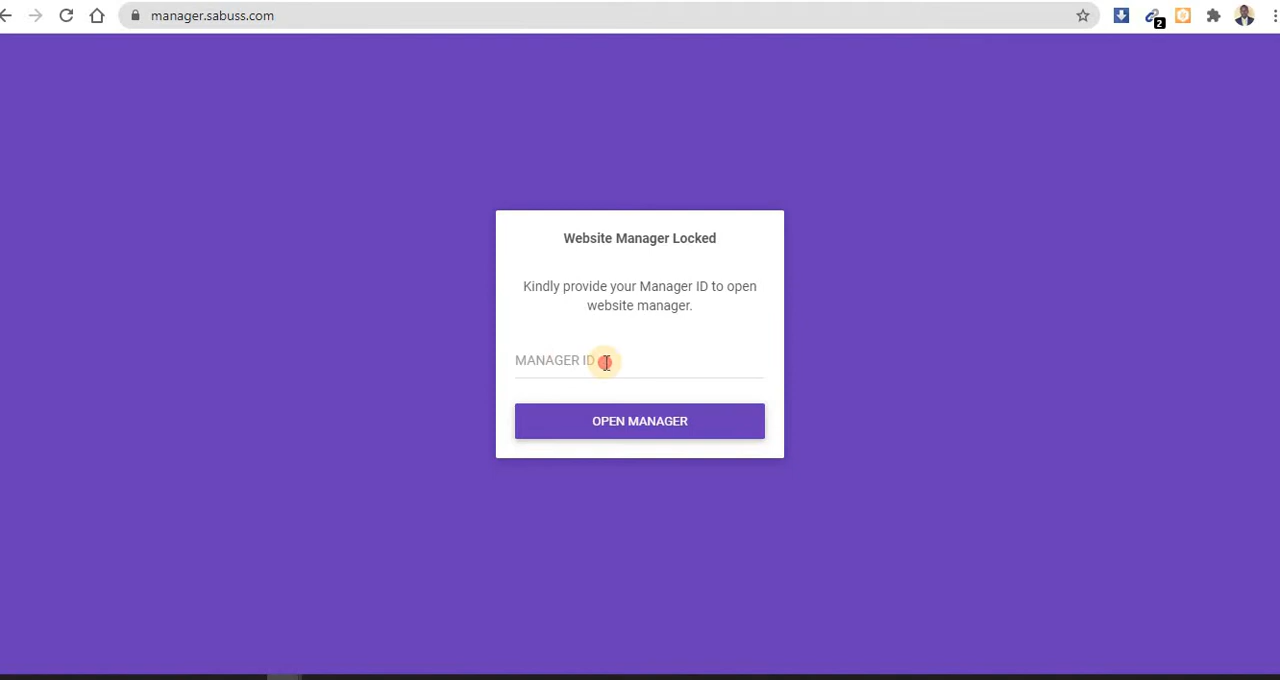 manager.sabuss.com
2
Website Manager Locked
Kindly provide your Manager ID to open
website manager.
MANAGER ID
OPEN MANAGER